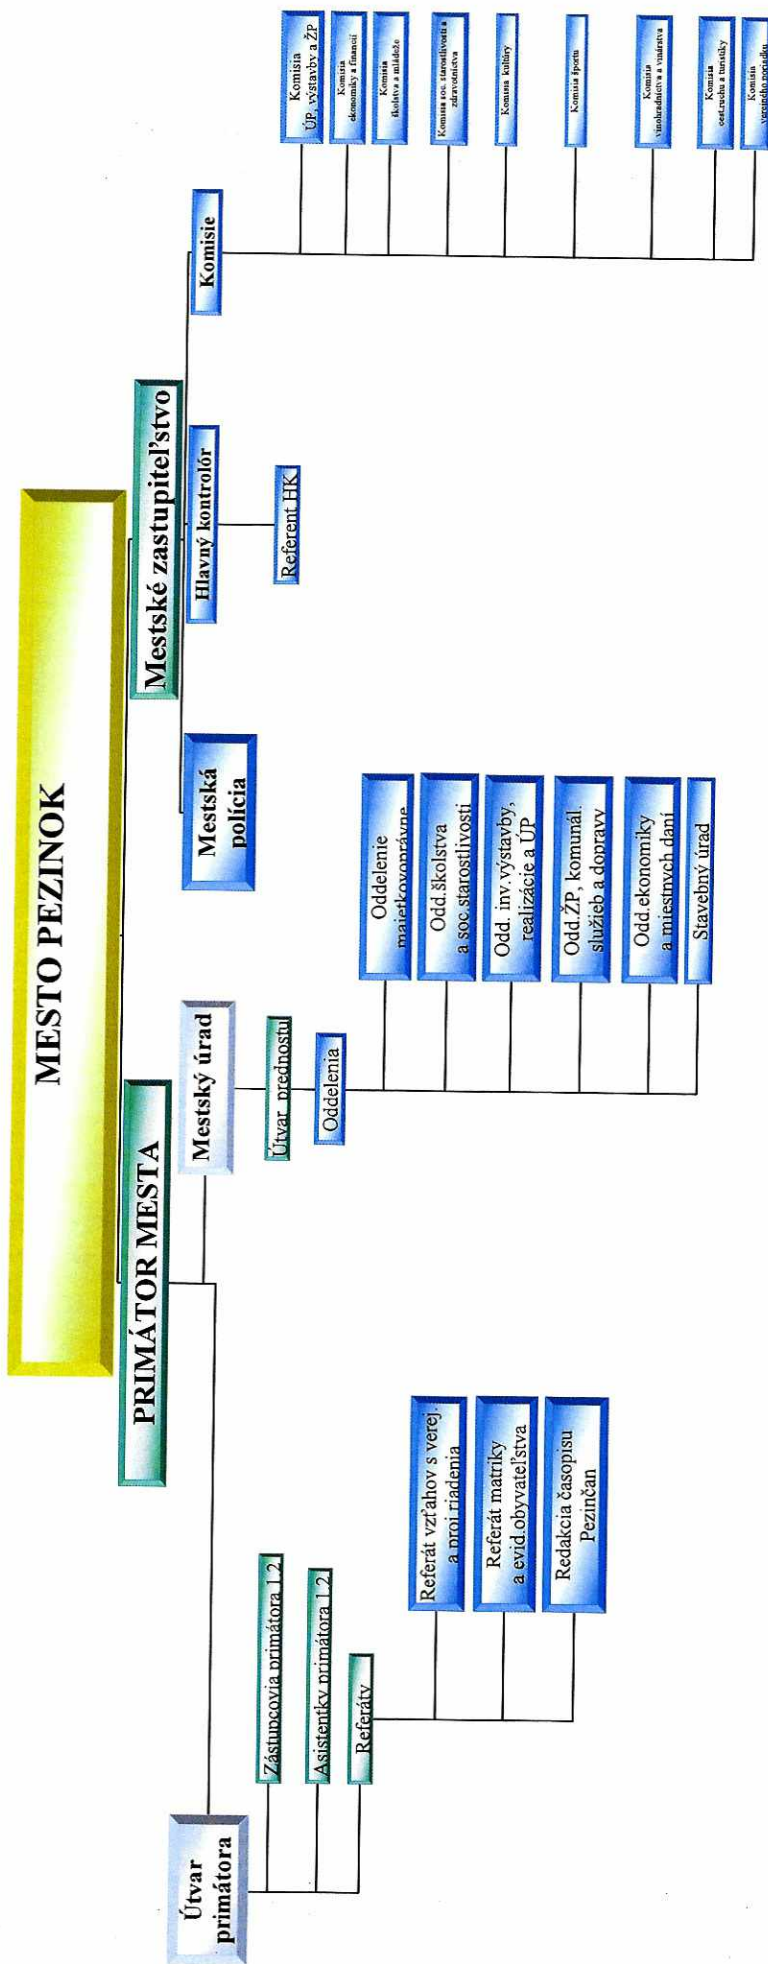 MESTO PEZINOK
PRIMÁTOR MESTA
Mestské zastupiteľstvo
Útvar
primátora
Mestský úrad
Mestská
polícia
Hlavný kontrolór
Komisie
Zástupcovia primátora 1.2.
Asistentky primátora 1.2.
Referáty
Referát vzťahov s verej.
a proj.riadenia
Referát matriky
a evid.obyvateľstva
Redakcia časopisu
Pezinčan
Útvar prednostu
Oddelenia
Oddelenie
majetkovoprávne
Odd.školstva
a soc.starostlivosti
Odd. inv.výstavby,
realizácie a ÚP
Odd.ŽP, komunál.
služieb a dopravy
Odd.ekonomiky
a miestnych daní
Stavebný úrad
Referent HK
Komisia
ÚP, výstavby a ŽP
Komisia
ekonomiky a financií
Komisia
školstva a mládeže
Komisia soc. starostlivosti a
zdravotníctva
Komisia kultúry
Komisia športu
Komisia
vinohradníctva a vinárstva
Komisia
cest.ruchu a turistiky
Komisia
verejného poriadku